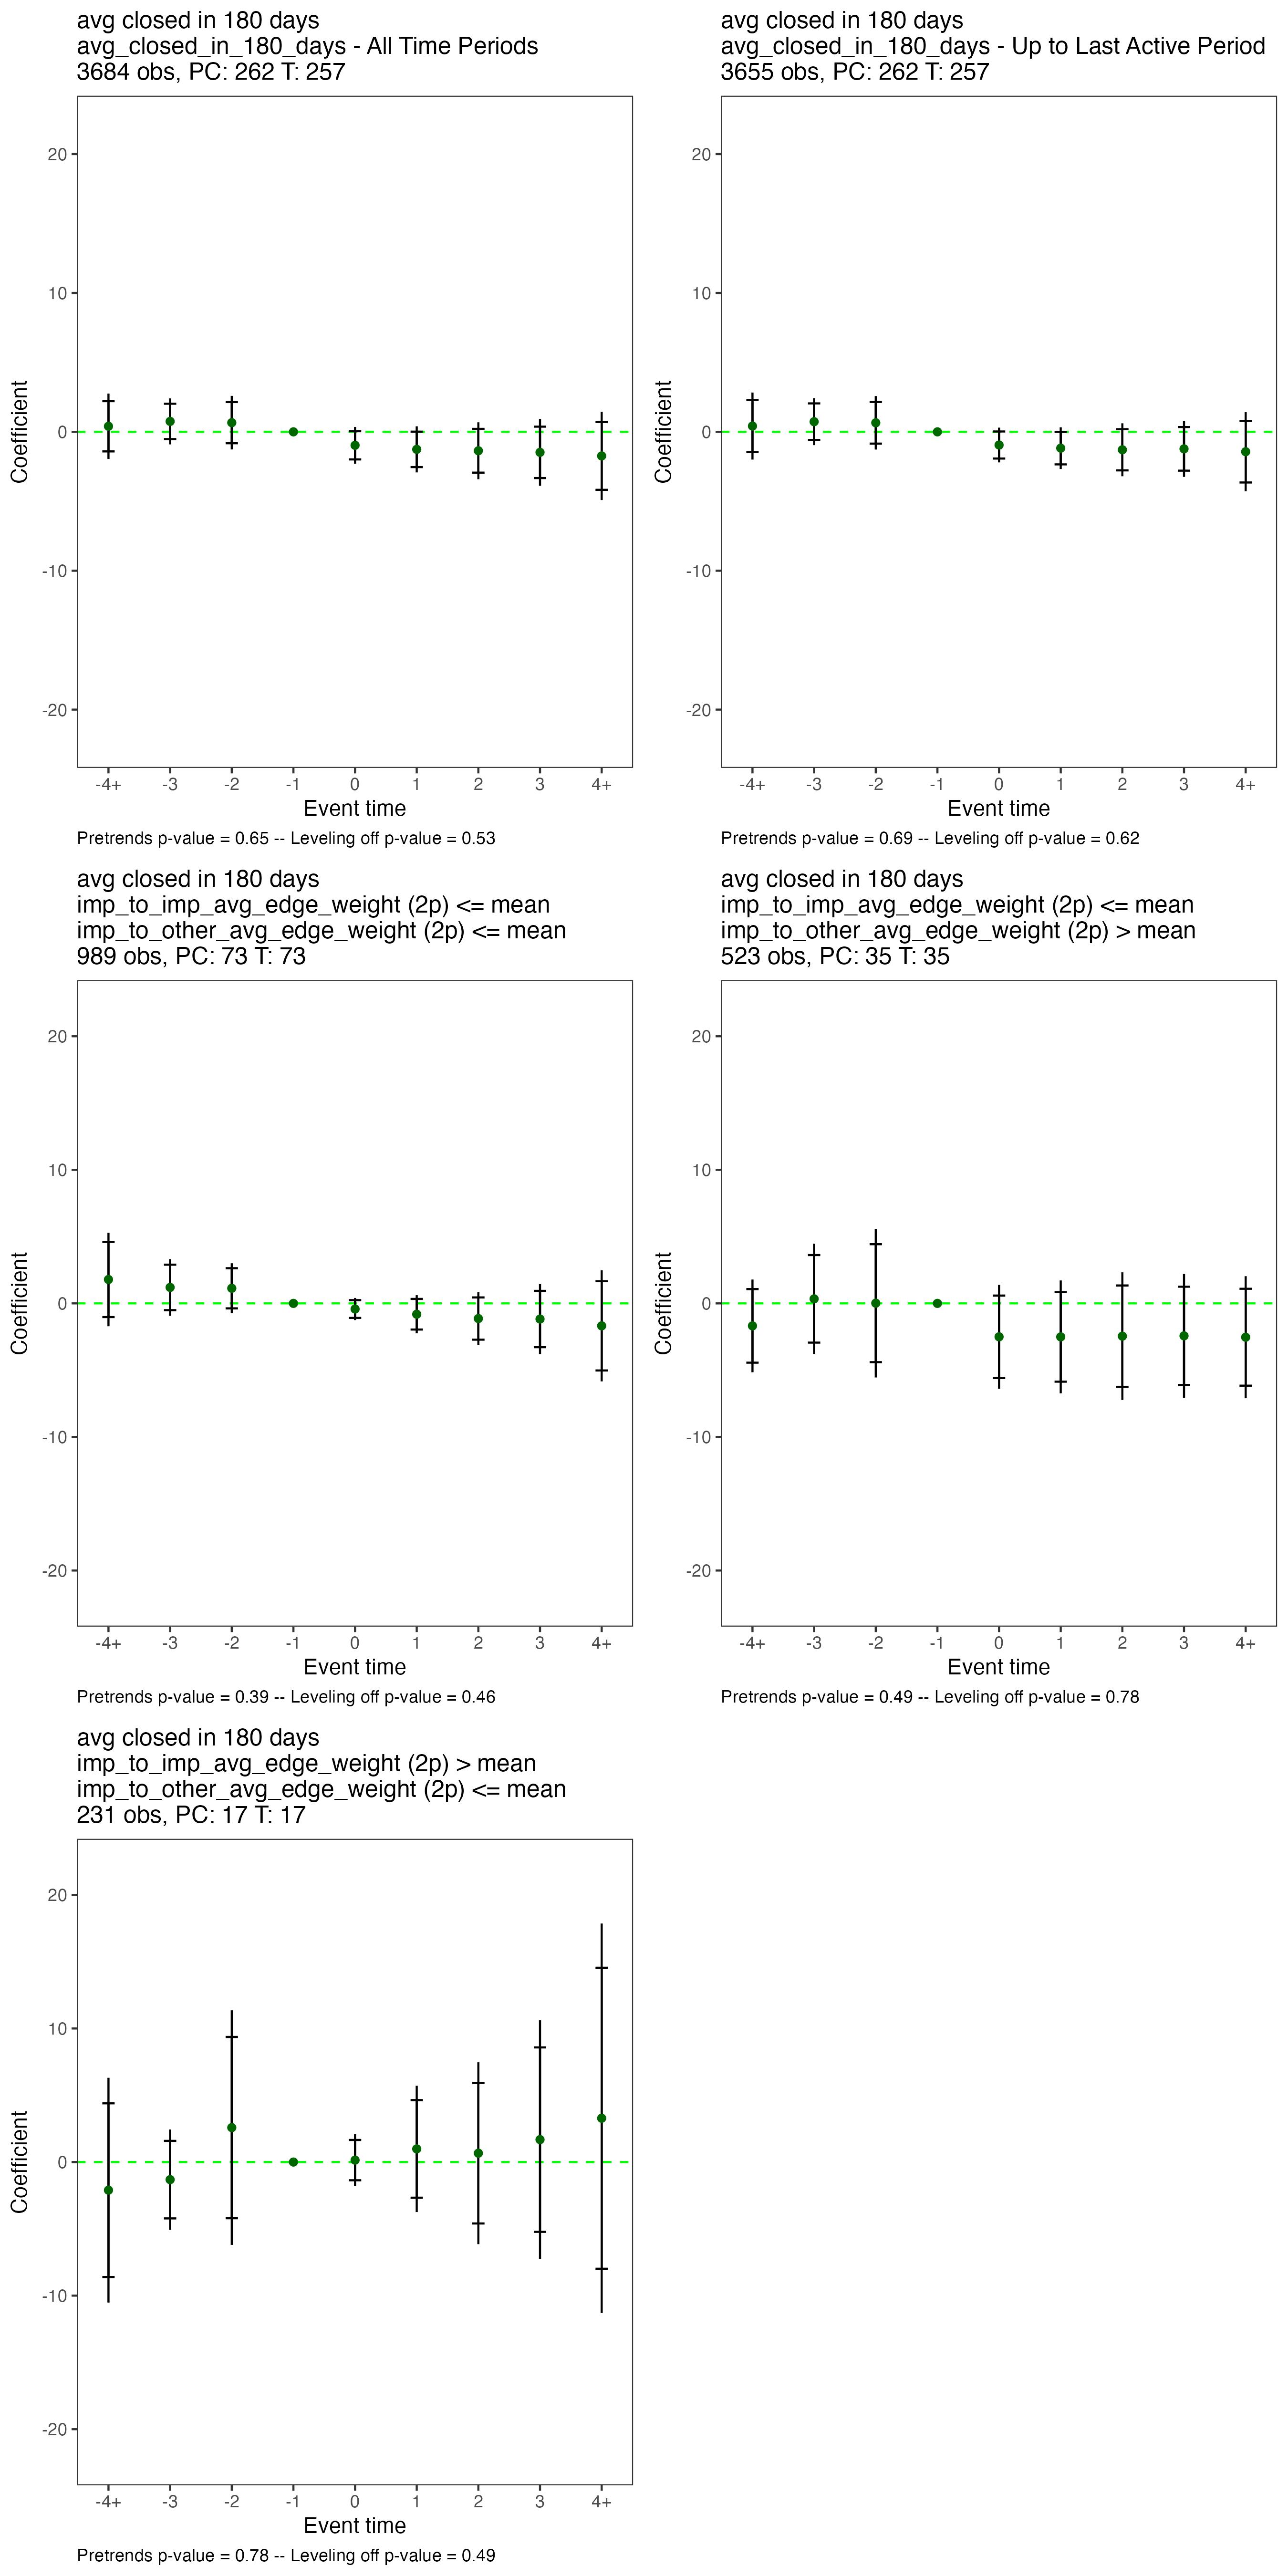 avg closed in 180 days
avg_closed_in_180_days - All Time Periods
3684 obs, PC: 262 T: 257
20
10
0
-10
-20
Coefficient
-4+ -3 -2 -1 0 1 2 3 4+
Event time
Pretrends p-value = 0.65 -- Leveling off p-value = 0.53
avg closed in 180 days
avg_closed_in_180_days - Up to Last Active Period
3655 obs, PC: 262 T: 257
20
10
0
-10
-20
Coefficient
-4+ -3 -2 -1 0 1 2 3 4+
Event time
Pretrends p-value = 0.69 -- Leveling off p-value = 0.62
avg closed in 180 days
imp_to_imp_avg_edge_weight (2p) <= mean
imp_to_other_avg_edge_weight (2p) <= mean
989 obs, PC: 73 T: 73
20
10
0
-10
-20
Coefficient
-4+ -3 -2 -1 0 1 2 3 4+
Event time
Pretrends p-value = 0.39 -- Leveling off p-value = 0.46
avg closed in 180 days
imp_to_imp_avg_edge_weight (2p) <= mean
imp_to_other_avg_edge_weight (2p) > mean
523 obs, PC: 35 T: 35
20
10
0
-10
-20
Coefficient
-4+ -3 -2 -1 0 1 2 3 4+
Event time
Pretrends p-value = 0.49 -- Leveling off p-value = 0.78
avg closed in 180 days
imp_to_imp_avg_edge_weight (2p) > mean
imp_to_other_avg_edge_weight (2p) <= mean
231 obs, PC: 17 T: 17
20
10
0
-10
-20
Coefficient
-4+ -3 -2 -1 0 1 2 3 4+
Event time
Pretrends p-value = 0.78 -- Leveling off p-value = 0.49